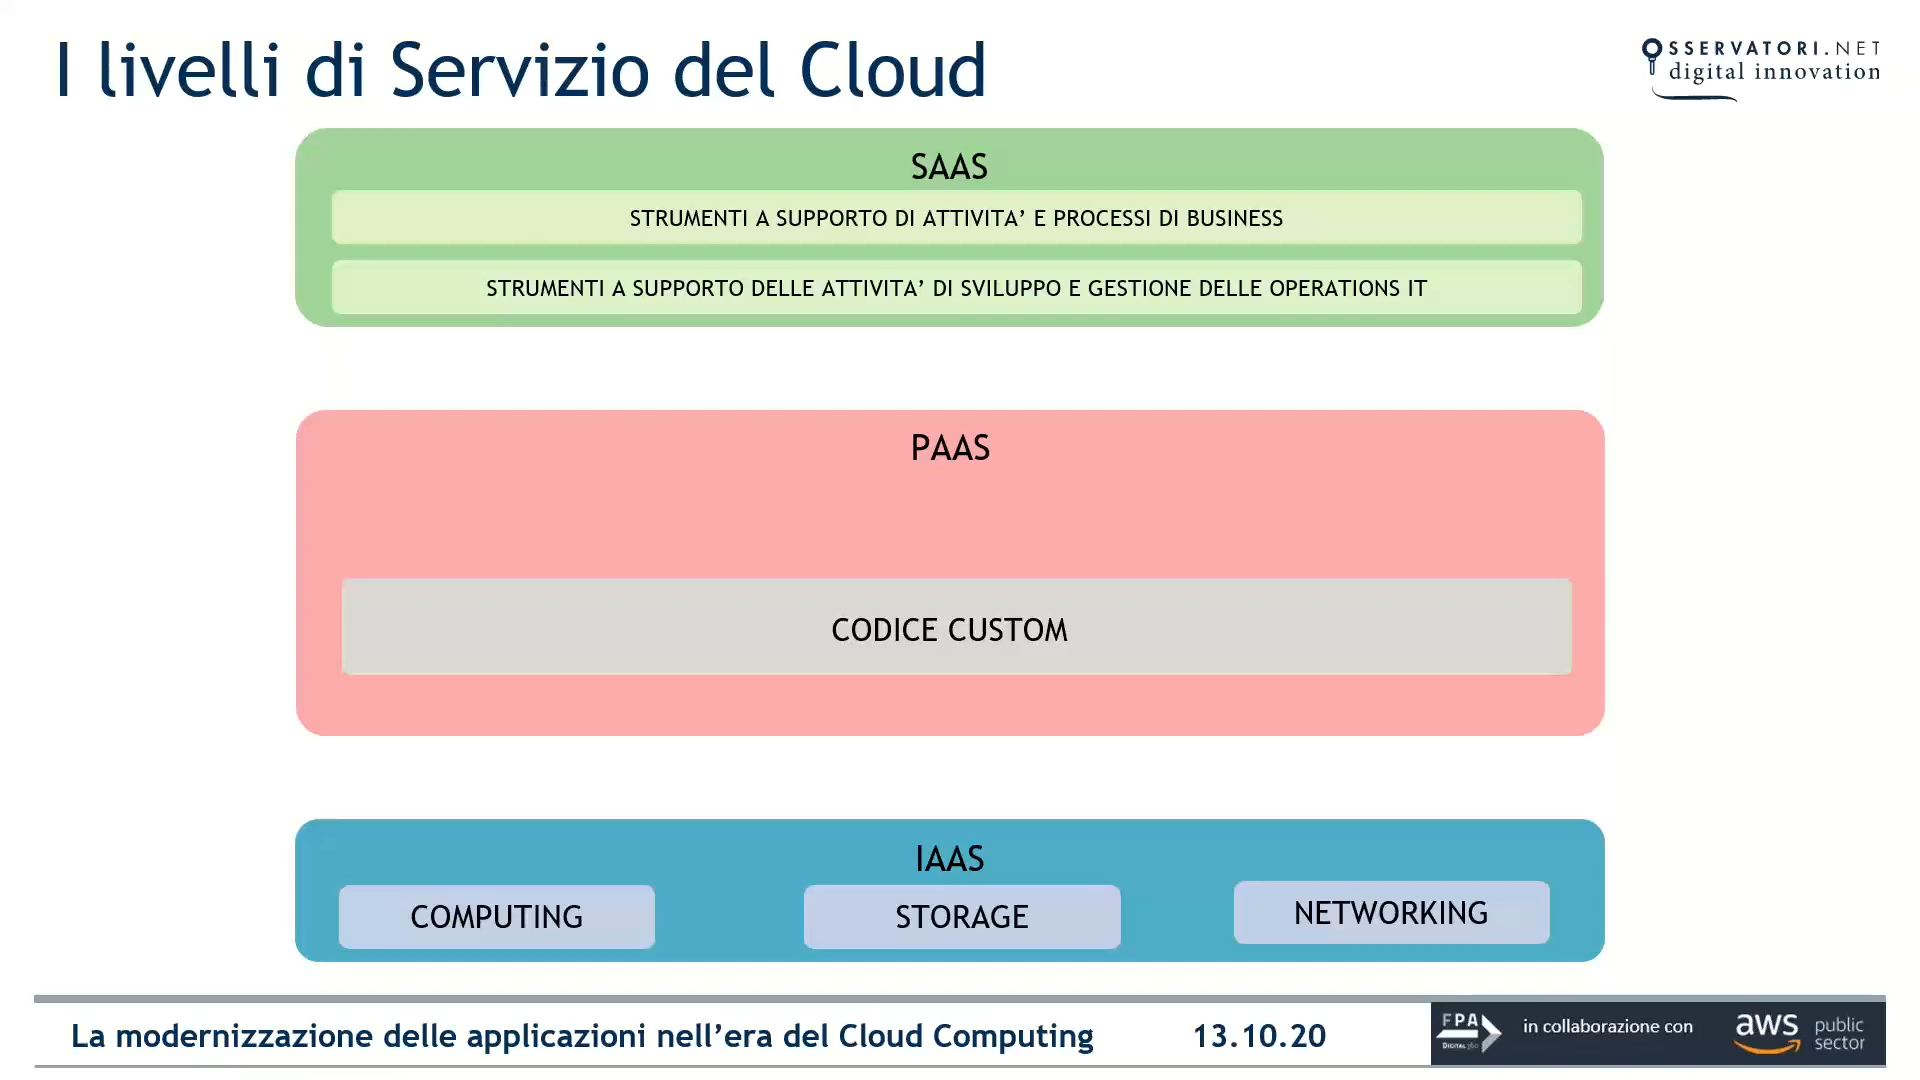 I livelli di Servizio del Cloud
OSSERVATORI.NET
digital innovation
SAAS
STRUMENTI A SUPPORTO DI ATTIVITA’ E PROCESSI DI BUSINESS
STRUMENTI A SUPPORTO DELLE ATTIVITA’ DI SVILUPPO E GESTIONE DELLE OPERATIONS IT
PAAS
CODICE CUSTOM
IAAS
COMPUTING
STORAGE
NETWORKING
La modernizzazione delle applicazioni nell’era del Cloud Computing
13.10.20
FPA
DIGITAL360
in collaborazione con
aws
public
sector